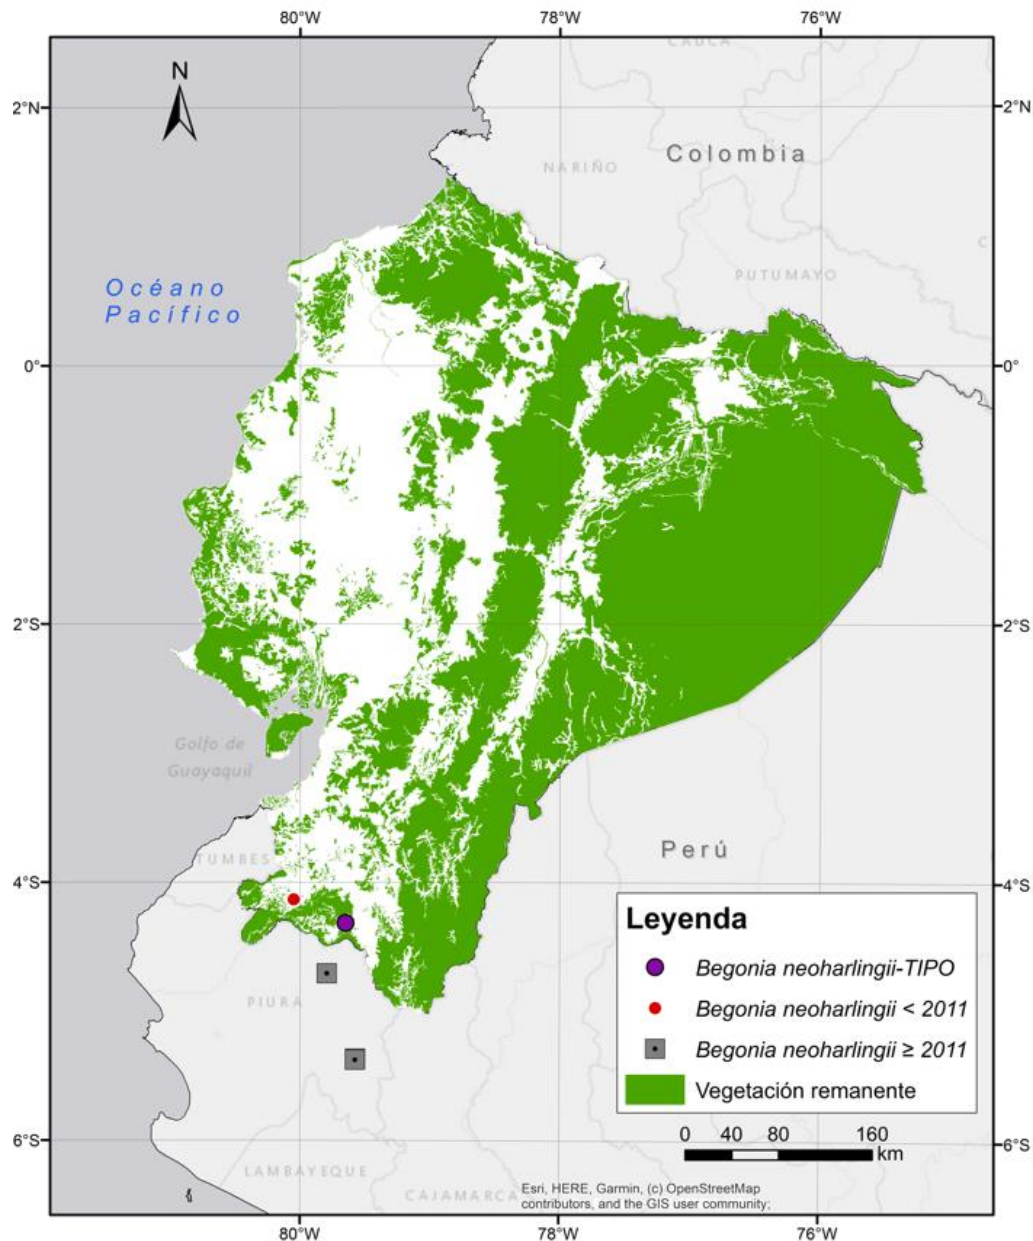 80°W 78°W 76°W
CAUCA
N
2°N 2°N
Colombia
NARIÑO
PUTUMAYO
C
Océano
Pacífico
0° 0°
2°S 2°S
Golfo de
Guayaquil
Perú
TUMBES
4°S 4°S
Leyenda
Begonia neoharlingii-TIPO
Begonia neoharlingii < 2011
PIURA
Begonia neoharlingii ≥ 2011
Vegetación remanente
0 40 80 160
km
6°S 6°S
LAMBAYEQUE
CAJAMARCA
Esri, HERE, Garmin, (c) OpenStreetMap
contributors, and the GIS user community;
80°W 78°W 76°W